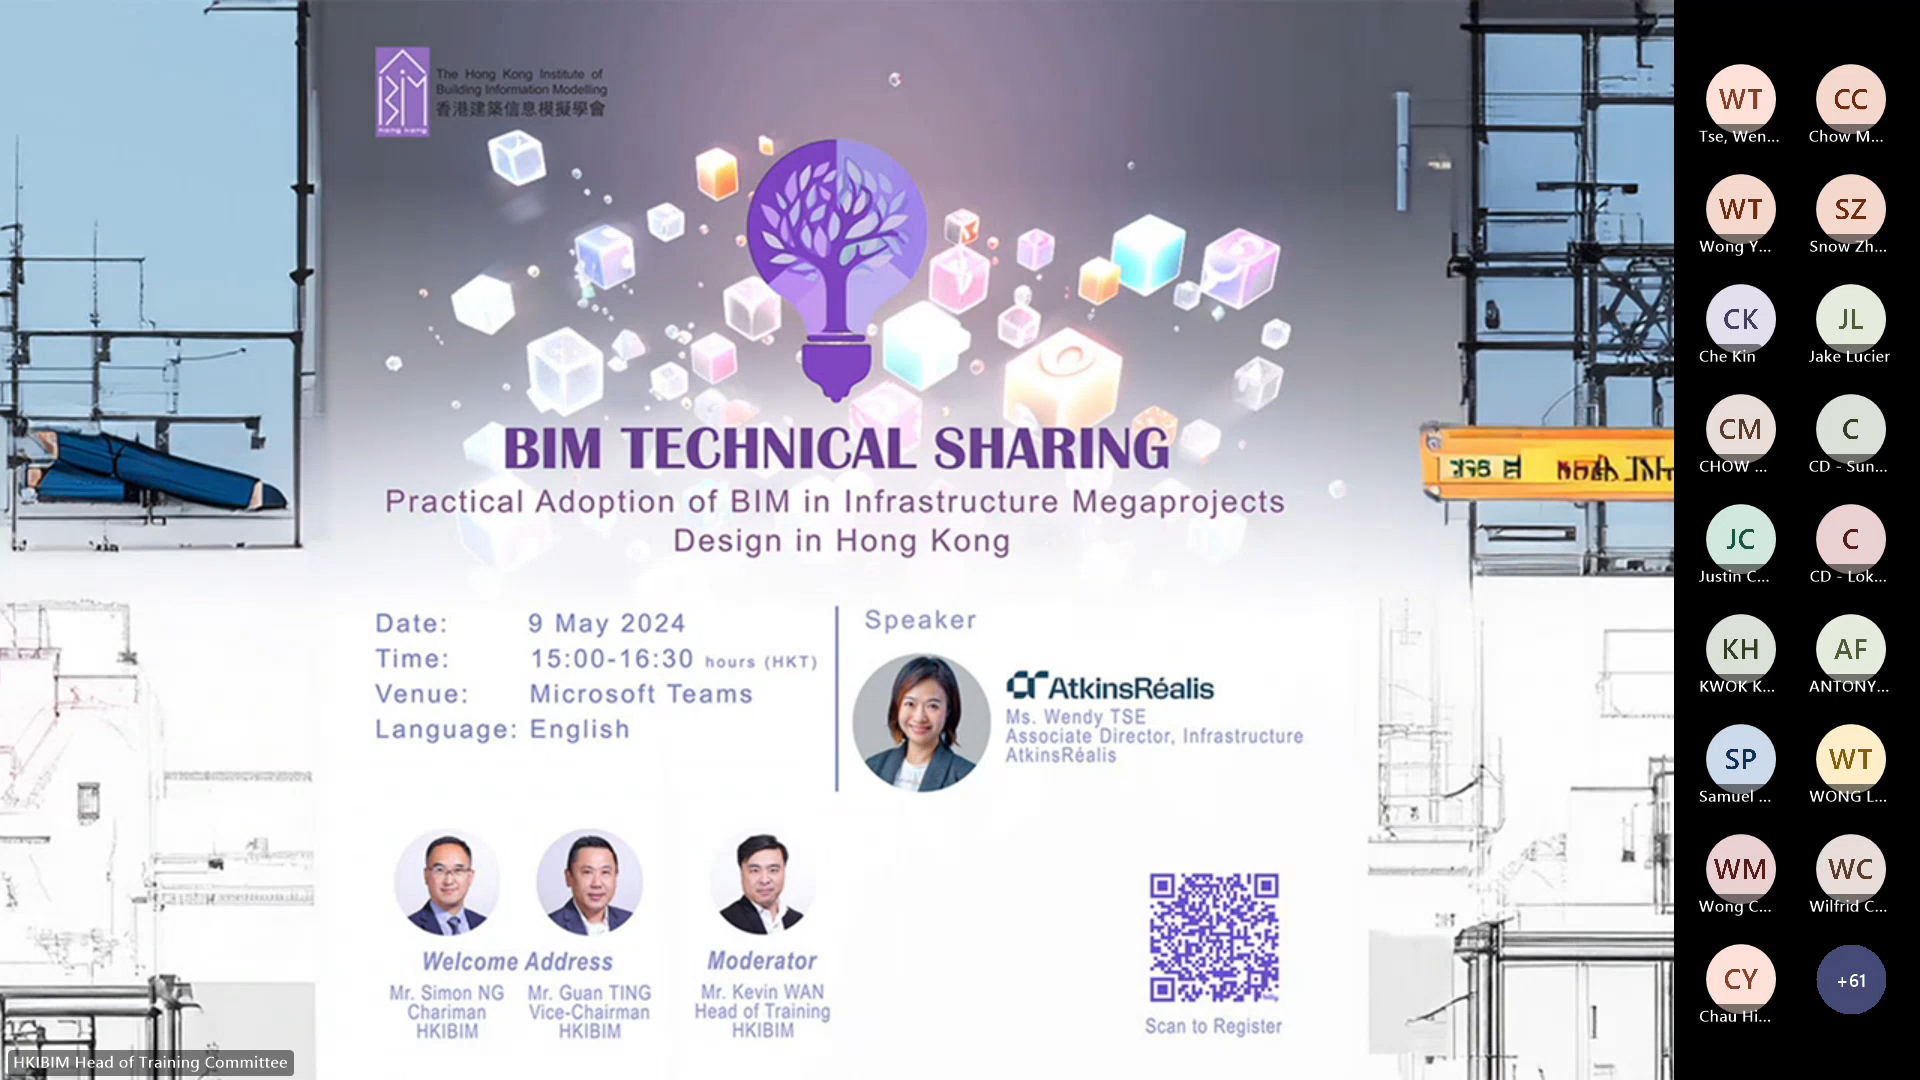 The Hong Kong Institute of
Building Information Modelling
香港建築信息模擬學會
BiM
hong kong
BIM TECHNICAL SHARING
Practical Adoption of BIM in Infrastructure Megaprojects
Design in Hong Kong
Date: 9 May 2024
Time: 15:00-16:30 hours (HKT)
Venue: Microsoft Teams
Language: English
Speaker
AtkinsRéalis
Ms. Wendy TSE
Associate Director, Infrastructure
AtkinsRéalis
Welcome Address
Mr. Simon NG
Chariman
HKIBIM
Mr. Guan TING
Vice-Chairman
HKIBIM
Moderator
Mr. Kevin WAN
Head of Training
HKIBIM
Scan to Register
HKIBIM Head of Training Committee
WT
Tse, Wen...
CC
Chow M...
WT
Wong Y...
SZ
Snow Zh...
CK
Che Kin
JL
Jake Lucier
CM
CHOW ...
C
CD - Sun...
JC
Justin C...
C
CD - Lok...
KH
KWOK K...
AF
ANTONY...
SP
Samuel ...
WT
WONG L...
WM
Wong C...
WC
Wilfrid C...
CY
Chau Hi...
+61